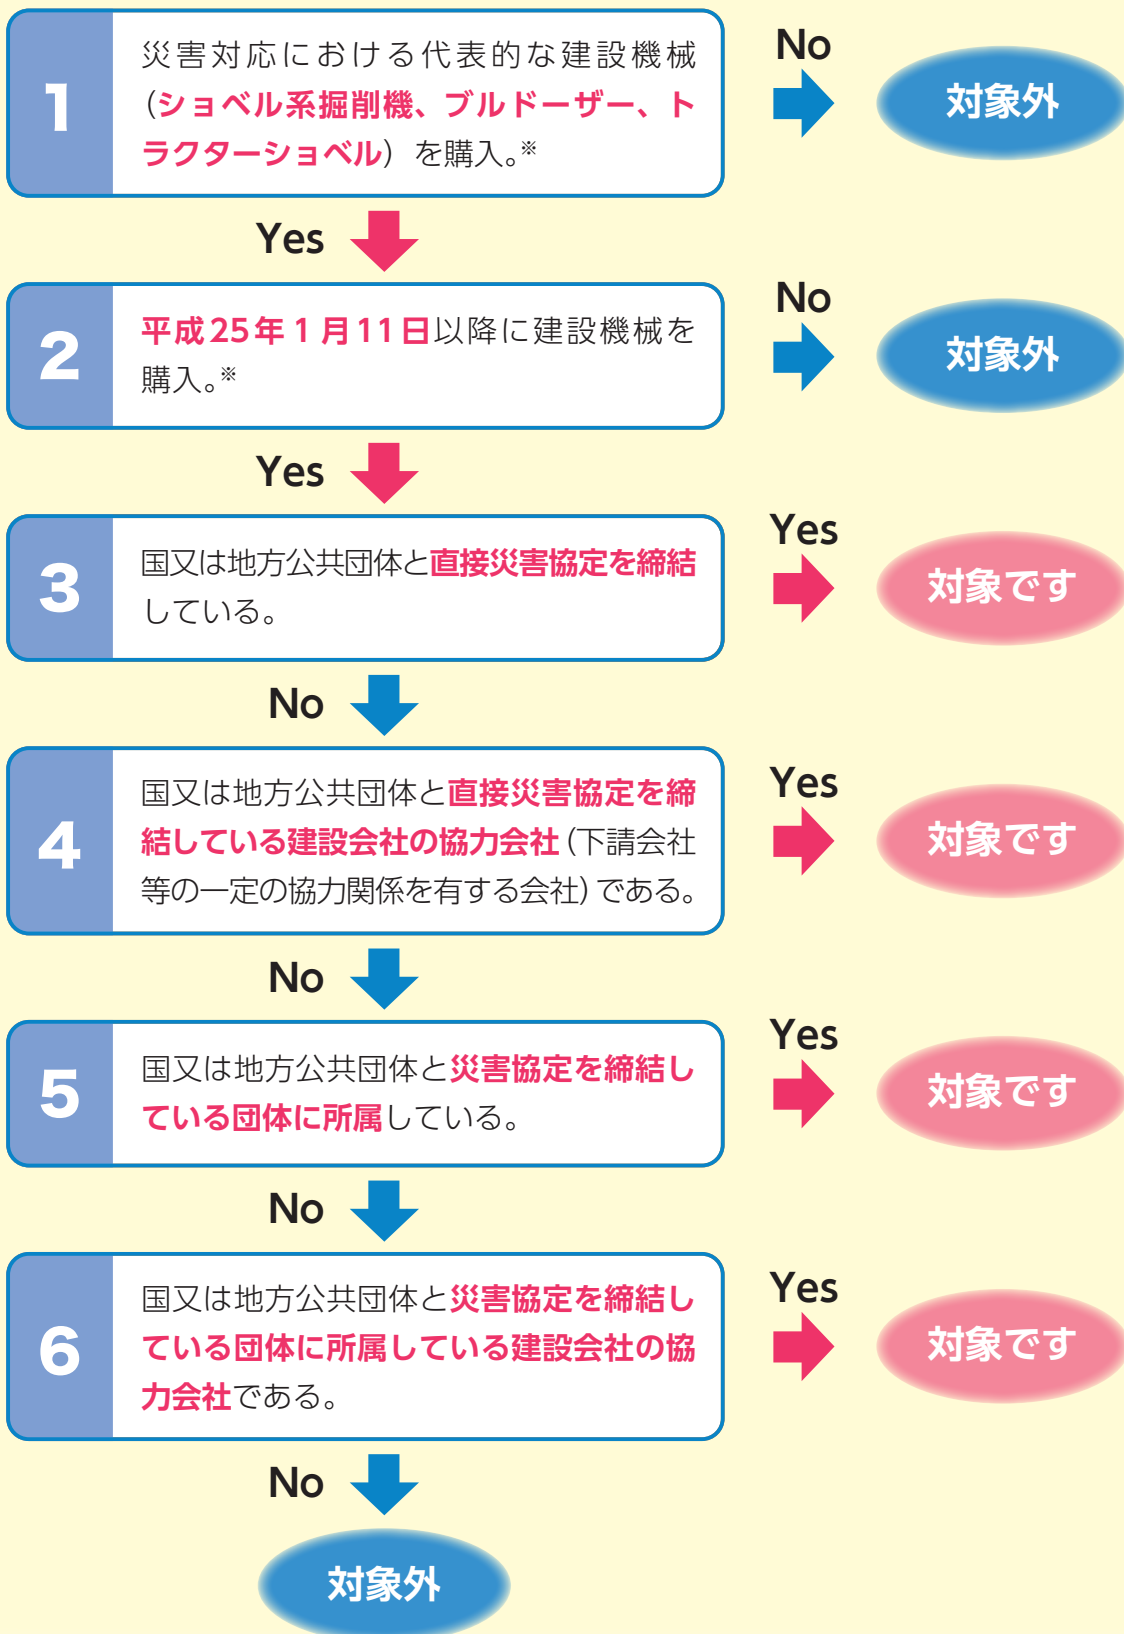 1
災害対応における代表的な建設機械
（ショベル系掘削機、ブルドーザー、ト
ラクターショベル）を購入。※
No
対象外
Yes
2
平成25年1月11日以降に建設機械を
購入。※
No
対象外
Yes
3
国又は地方公共団体と直接災害協定を締結
している。
Yes
対象です
No
4
国又は地方公共団体と直接災害協定を締
結している建設会社の協力会社（下請会社
等の一定の協力関係を有する会社）である。
Yes
対象です
No
5
国又は地方公共団体と災害協定を締結し
ている団体に所属している。
Yes
対象です
No
6
国又は地方公共団体と災害協定を締結し
ている団体に所属している建設会社の協
力会社である。
Yes
対象です
No
対象外